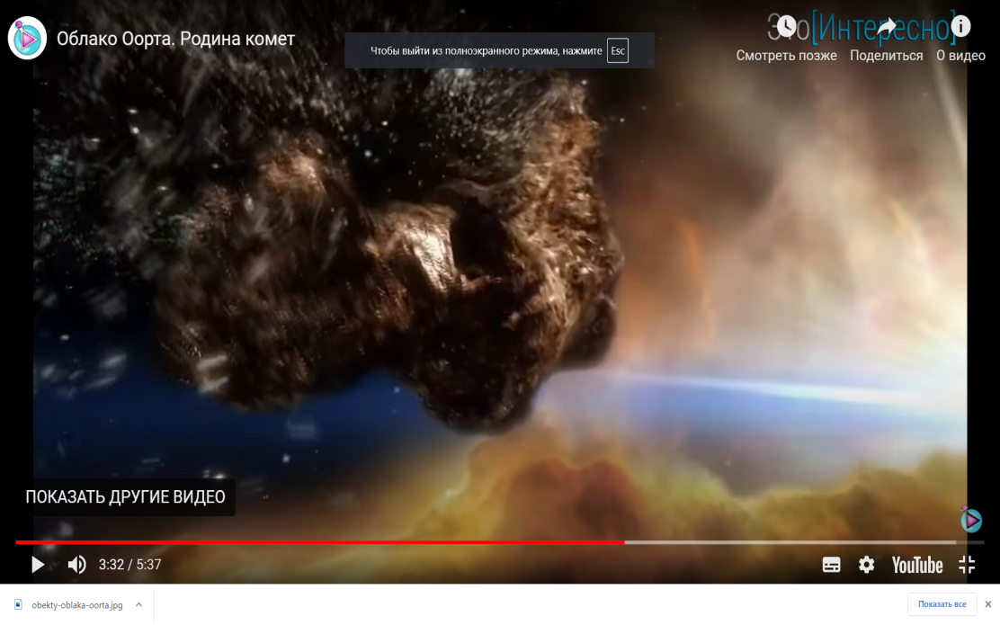 Облако Оорта. Родина комет
Чтобы выйти из полноэкранного режима, нажмите Esc
Это[Интересно]
Смотреть позже Поделиться О видео
ПОКАЗАТЬ ДРУГИЕ ВИДЕО
3:32 / 5:37
YouTube
obekty-oblaka-oorta.jpg
Показать все